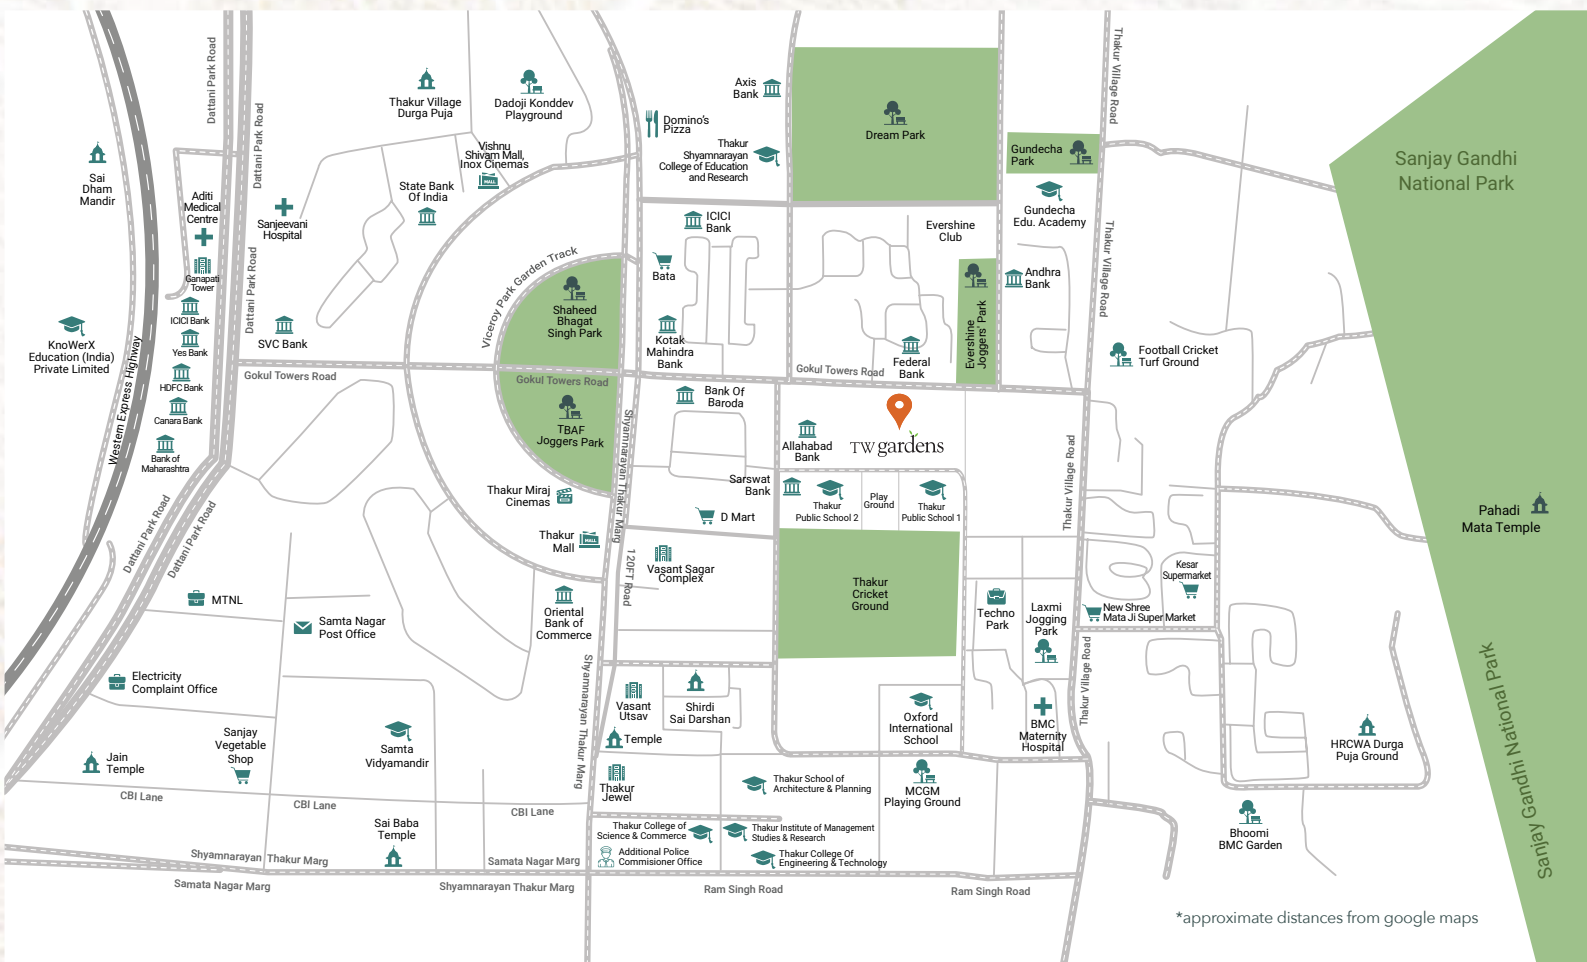 Dattani Park Road
Dattani Park Road
Dattani Park Road
Thakur Village
Durga Puja
Dadoji Konddev
Playground
Vishnu
Shivam Mall,
Inox Cinemas
State Bank
Of India
Sai
Dham
Mandir
Aditi
Medical
Centre
Sanjeevani
Hospital
Ganapati
Tower
ICICI Bank
Yes Bank
HDFC Bank
Canara Bank
Bank of
Maharashtra
SVC Bank
KnoWerX
Education (India)
Private Limited
Western Express Highway
Axis
Bank
Domino's
Pizza
Thakur
Shyamnarayan
College of Education
and Research
Dream Park
Gundecha
Park
Gundecha
Edu. Academy
Thakur Village Road
Thakur Village Road
Sanjay Gandhi
National Park
ICICI
Bank
Bata
Viceroy Park Garden Track
Shaheed
Bhagat
Singh Park
Kotak
Mahindra
Bank
Evershine
Club
Andhra
Bank
Evershine
Joggers' Park
Federal
Bank
Football Cricket
Turf Ground
Gokul Towers Road
Gokul Towers Road
Gokul Towers Road
TBAF
Joggers Park
Bank Of
Baroda
Allahabad
Bank
TW gardens
Shyamnarayan Thakur Marg
Thakur Village Road
Sarswat
Bank
Thakur
Public School 2
Play
Ground
Thakur
Public School 1
Thakur Miraj
Cinemas
D Mart
Thakur
Mall
MALL
MALL
120FT Road
Vasant Sagar
Complex
Pahadi
Mata Temple
Dattani Park Road
Dattani Park Road
MTNL
Samta Nagar
Post Office
Oriental
Bank of
Commerce
Thakur
Cricket
Ground
Techno
Park
Laxmi
Jogging
Park
Kesar
Supermarket
New Shree
Mata Ji Super Market
Electricity
Complaint Office
Shyamnarayan Thakur Marg
Vasant
Utsav
Shirdi
Sai Darshan
Temple
Oxford
International
School
BMC
Maternity
Hospital
Thakur Village Road
Sanjay Gandhi National Park
HRCWA Durga
Puja Ground
Jain
Temple
Sanjay
Vegetable
Shop
Samta
Vidyamandir
Thakur
Jewel
Thakur School of
Architecture & Planning
MCGM
Playing Ground
CBI Lane
CBI Lane
CBI Lane
Sai Baba
Temple
Thakur College of
Science & Commerce
Thakur Institute of Management
Studies & Research
Additional Police
Commisioner Office
Thakur College Of
Engineering & Technology
Bhoomi
BMC Garden
Shyamnarayan Thakur Marg
Samata Nagar Marg
Samata Nagar Marg
Shyamnarayan Thakur Marg
Ram Singh Road
Ram Singh Road
*approximate distances from google maps